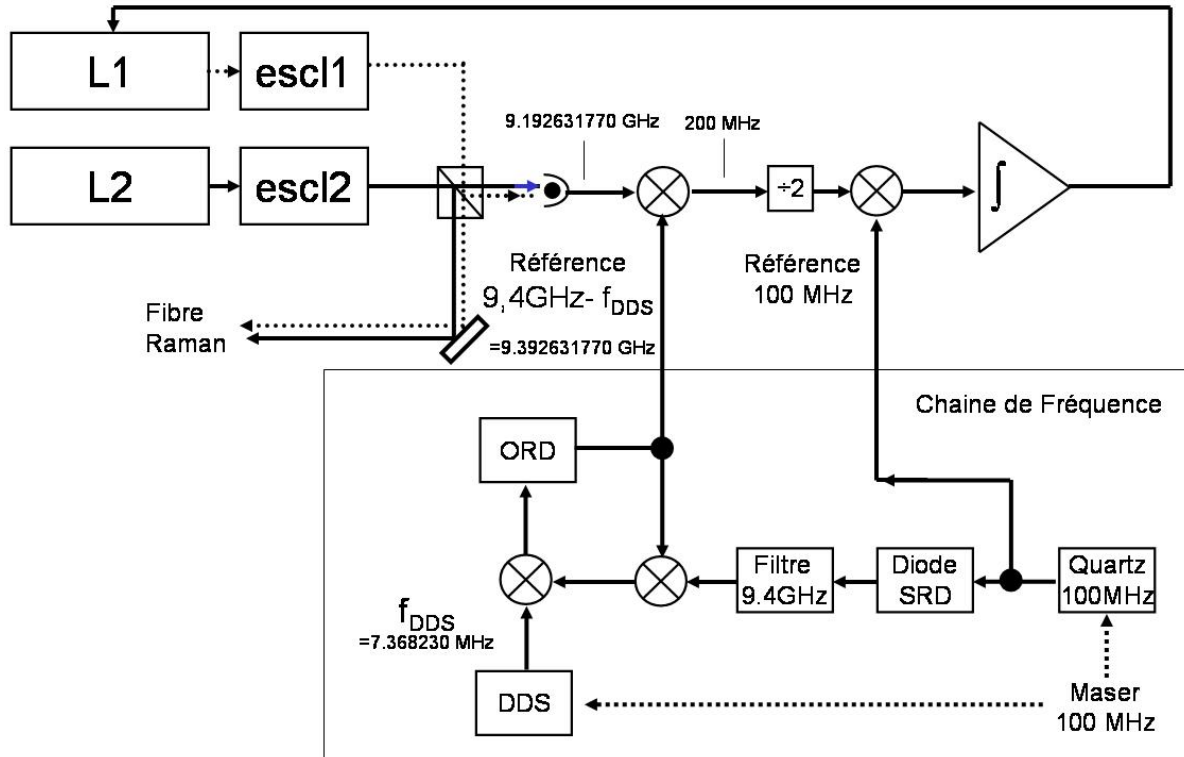 L1
escl1
L2
escl2
9.192631770 GHz
200 MHz
÷2
∫
Référence
9,4GHz- fDDS
=9.392631770 GHz
Référence
100 MHz
Fibre
Raman
Chaine de Fréquence
ORD
Filtre
9.4GHz
Diode
SRD
Quartz
100MHz
fDDS
=7.368230 MHz
DDS
Maser
100 MHz